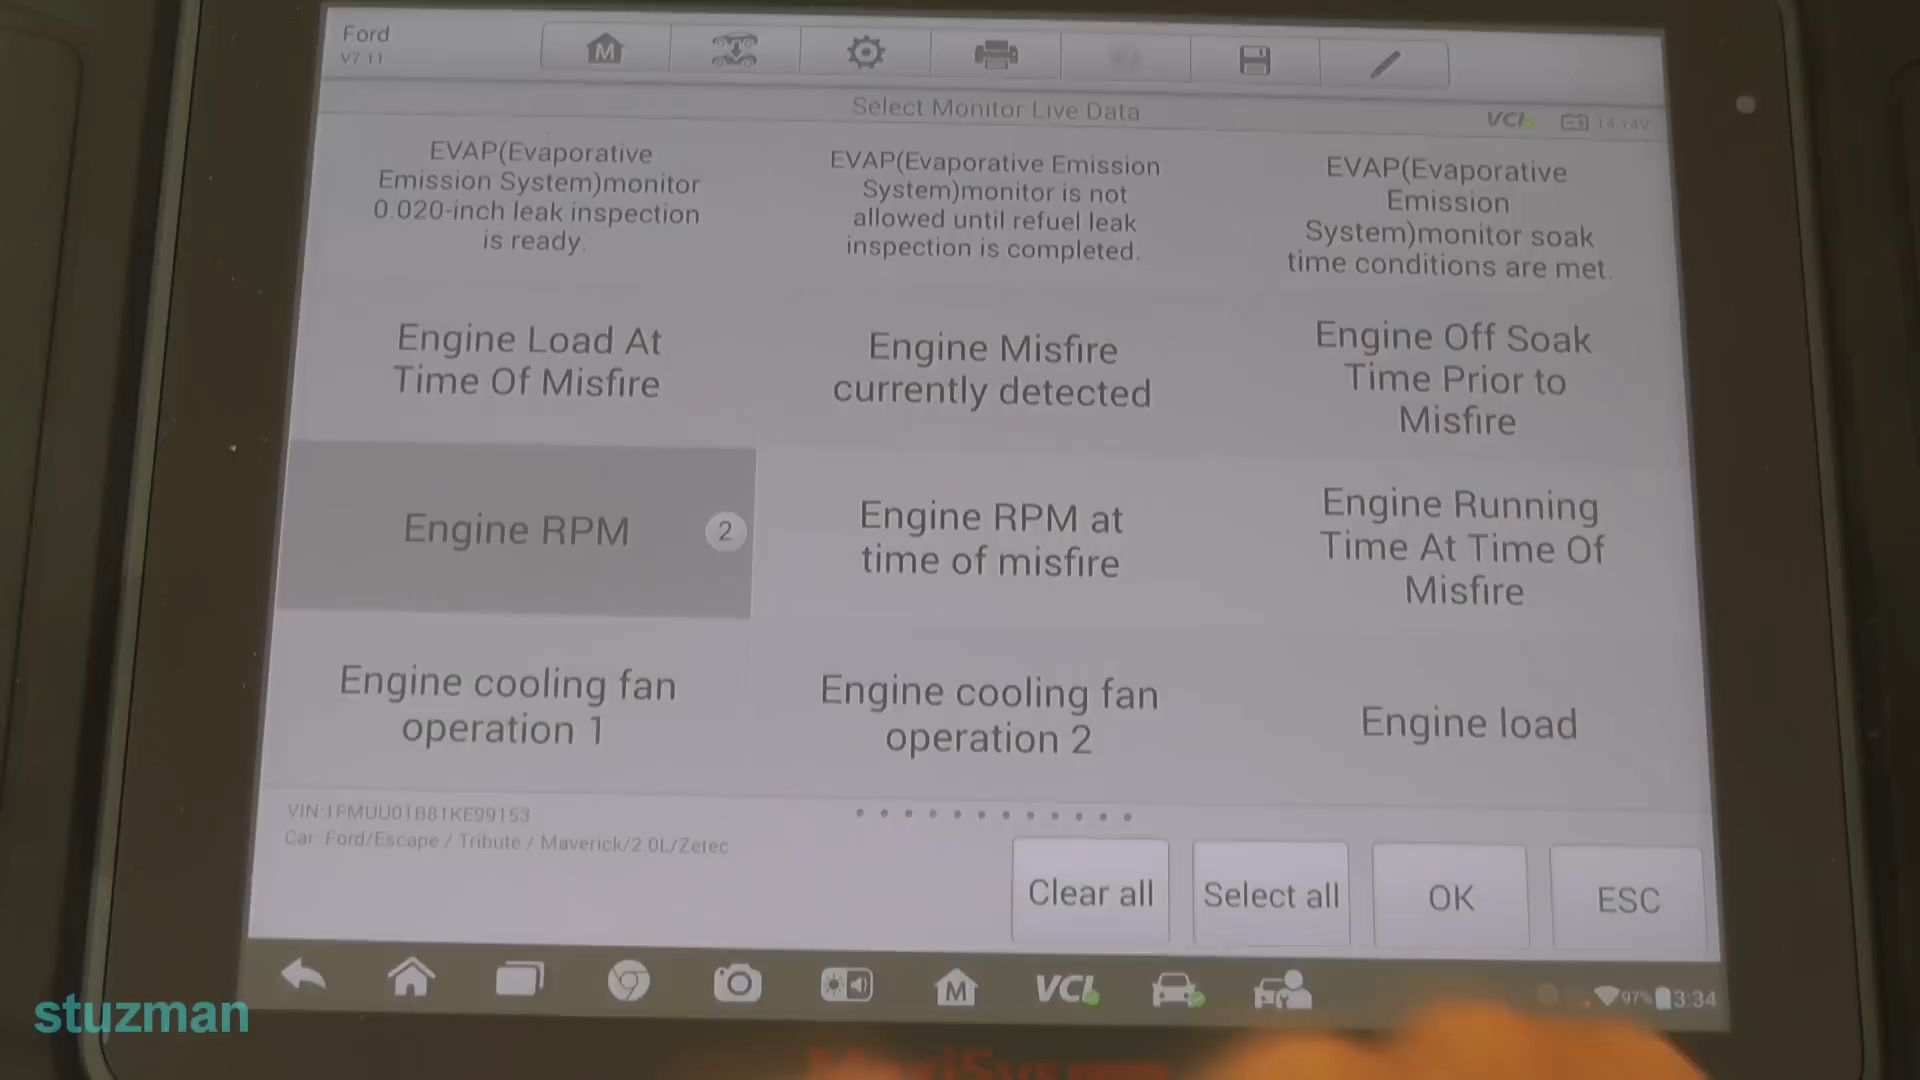 Ford
V7.11
Select Monitor Live Data
VCI
14.14V
EVAP(Evaporative
Emission System)monitor
0.020-inch leak inspection
is ready.
EVAP(Evaporative Emission
System)monitor is not
allowed until refuel leak
inspection is completed.
EVAP(Evaporative
Emission
System)monitor soak
time conditions are met.
Engine Load At
Time Of Misfire
Engine Misfire
currently detected
Engine Off Soak
Time Prior to
Misfire
Engine RPM
2
Engine RPM at
time of misfire
Engine Running
Time At Time Of
Misfire
Engine cooling fan
operation 1
Engine cooling fan
operation 2
Engine load
VIN:1FMUU01B81KE99153
Car: Ford/Escape / Tribute / Maverick/2.0L/Zetec
Clear all
Select all
OK
ESC
M
VCI
97%
3:34
stuzman